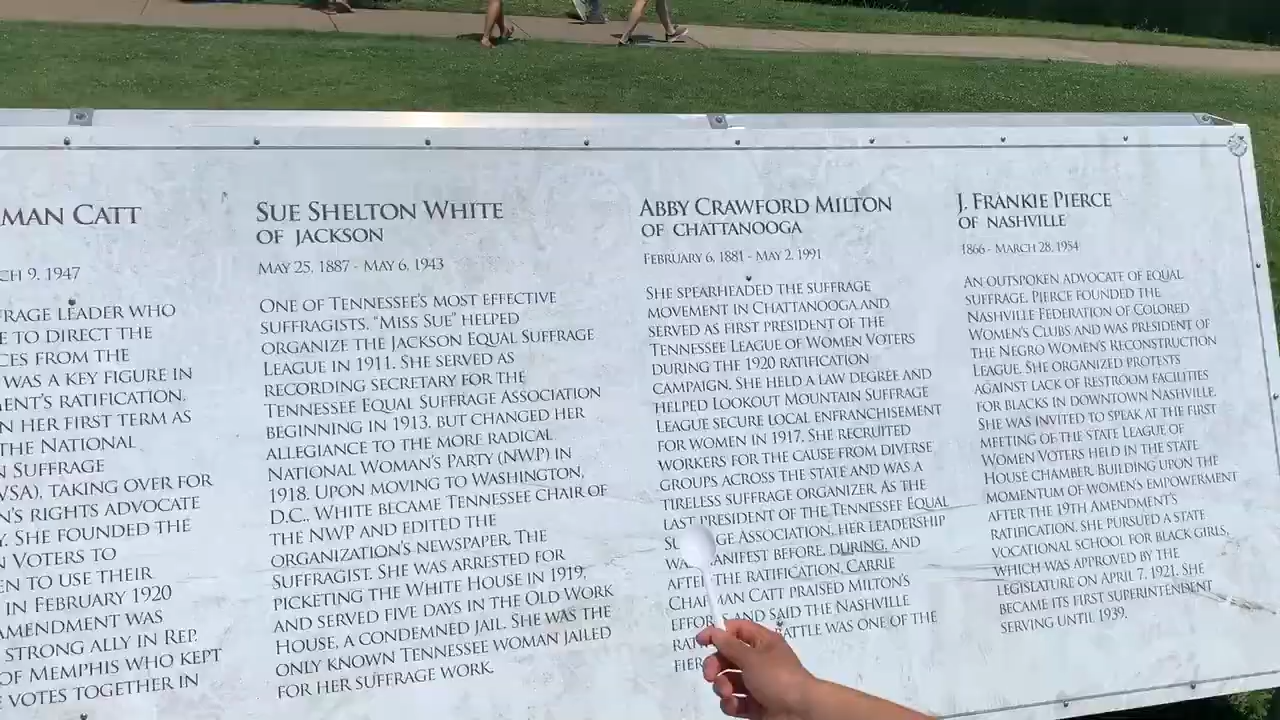 MAN CATT
CH 9, 1947
RAGE LEADER WHO
E TO DIRECT THE
CES FROM THE
WAS A KEY FIGURE IN
MENT'S RATIFICATION,
N HER FIRST TERM AS
THE NATIONAL
N SUFFRAGE
WSA), TAKING OVER FOR
N'S RIGHTS ADVOCATE
Y. SHE FOUNDED THE
N VOTERS TO
EN TO USE THEIR
IN FEBRUARY 1920
AMENDMENT WAS
STRONG ALLY IN REP.
OF MEMPHIS WHO KEPT
VOTES TOGETHER IN
SUE SHELTON WHITE
OF JACKSON
MAY 25, 1887 - MAY 6, 1943
ONE OF TENNESSEE'S MOST EFFECTIVE
SUFFRAGISTS, "MISS SUE" HELPED
ORGANIZE THE JACKSON EQUAL SUFFRAGE
LEAGUE IN 1911. SHE SERVED AS
RECORDING SECRETARY FOR THE
TENNESSEE EQUAL SUFFRAGE ASSOCIATION
BEGINNING IN 1913, BUT CHANGED HER
ALLEGIANCE TO THE MORE RADICAL
NATIONAL WOMAN'S PARTY (NWP) IN
1918. UPON MOVING TO WASHINGTON,
D.C., WHITE BECAME TENNESSEE CHAIR OF
THE NWP AND EDITED THE
ORGANIZATION'S NEWSPAPER, THE
SUFFRAGIST. SHE WAS ARRESTED FOR
PICKETING THE WHITE HOUSE IN 1919,
AND SERVED FIVE DAYS IN THE OLD WORK
HOUSE, A CONDEMNED JAIL. SHE WAS THE
ONLY KNOWN TENNESSEE WOMAN JAILED
FOR HER SUFFRAGE WORK.
ABBY CRAWFORD MILTON
OF CHATTANOOGA
FEBRUARY 6, 1881 - MAY 2, 1991
SHE SPEARHEADED THE SUFFRAGE
MOVEMENT IN CHATTANOOGA AND
SERVED AS FIRST PRESIDENT OF THE
TENNESSEE LEAGUE OF WOMEN VOTERS
DURING THE 1920 RATIFICATION
CAMPAIGN. SHE HELD A LAW DEGREE AND
HELPED LOOKOUT MOUNTAIN SUFFRAGE
LEAGUE SECURE LOCAL ENFRANCHISEMENT
FOR WOMEN IN 1917. SHE RECRUITED
WORKERS FOR THE CAUSE FROM DIVERSE
GROUPS ACROSS THE STATE AND WAS A
TIRELESS SUFFRAGE ORGANIZER. AS THE
LAST PRESIDENT OF THE TENNESSEE EQUAL
SU GE ASSOCIATION, HER LEADERSHIP
WA ANIFEST BEFORE, DURING, AND
AFTER THE RATIFICATION. CARRIE
CHAPMAN CATT PRAISED MILTON'S
EFFOR AND SAID THE NASHVILLE
RAT ATTLE WAS ONE OF THE
FIER
J. FRANKIE PIERCE
OF NASHVILLE
1866 - MARCH 28, 1954
AN OUTSPOKEN ADVOCATE OF EQUAL
SUFFRAGE, PIERCE FOUNDED THE
NASHVILLE FEDERATION OF COLORED
WOMEN'S CLUBS AND WAS PRESIDENT OF
THE NEGRO WOMEN'S RECONSTRUCTION
LEAGUE. SHE ORGANIZED PROTESTS
AGAINST LACK OF RESTROOM FACILITIES
FOR BLACKS IN DOWNTOWN NASHVILLE.
SHE WAS INVITED TO SPEAK AT THE FIRST
MEETING OF THE STATE LEAGUE OF
WOMEN VOTERS HELD IN THE STATE
HOUSE CHAMBER. BUILDING UPON THE
MOMENTUM OF WOMEN'S EMPOWERMENT
AFTER THE 19TH AMENDMENT'S
RATIFICATION, SHE PURSUED A STATE
VOCATIONAL SCHOOL FOR BLACK GIRLS,
WHICH WAS APPROVED BY THE
LEGISLATURE ON APRIL 7, 1921. SHE
BECAME ITS FIRST SUPERINTENDENT
SERVING UNTIL 1939.